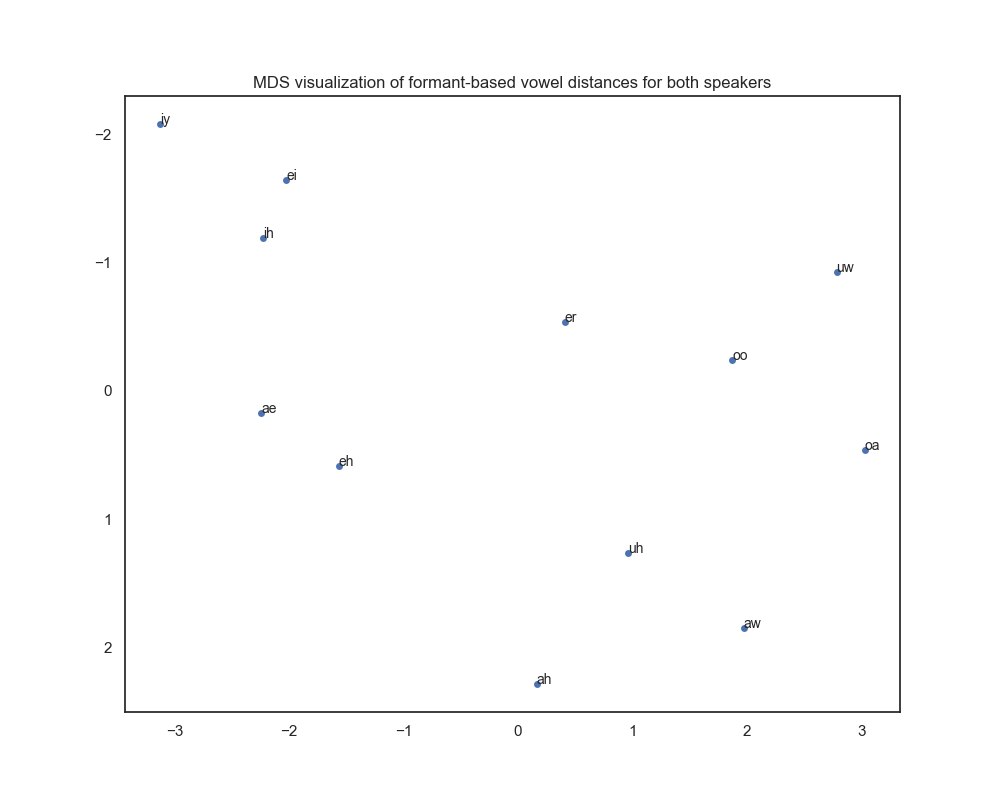 MDS visualization of formant-based vowel distances for both speakers
iy
−2
ei
ih
−1
uw
er
oo
0
ae
oa
eh
1
uh
aw
2
ah
−3 −2 −1 0 1 2 3